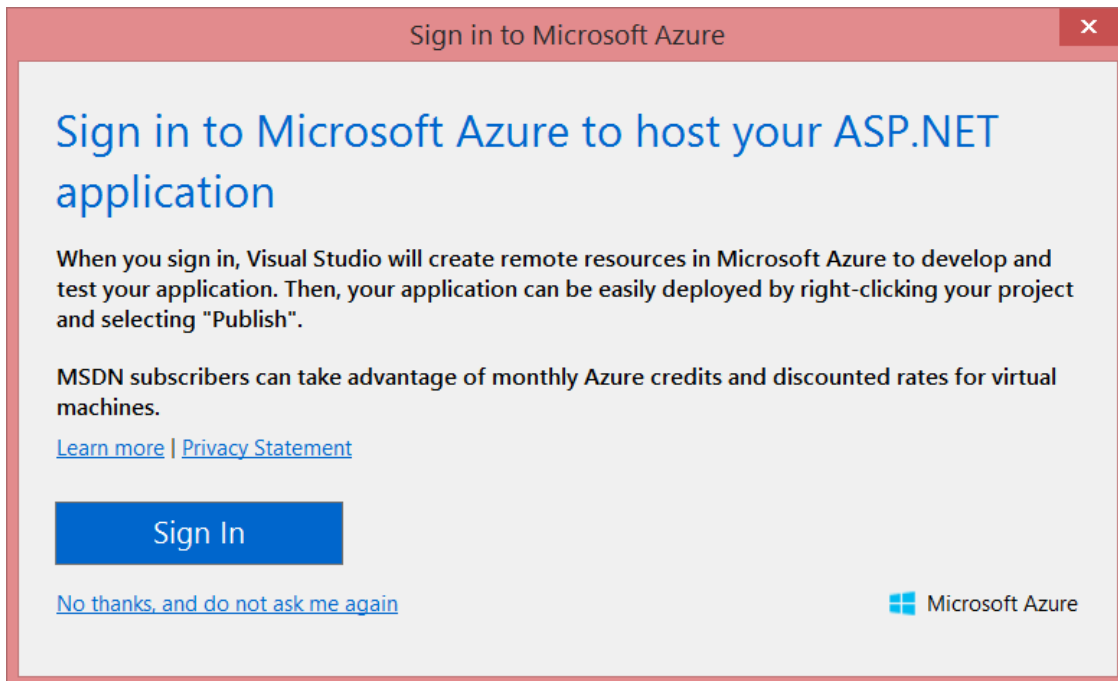 Sign in to Microsoft Azure
Sign in to Microsoft Azure to host your ASP.NET
application
When you sign in, Visual Studio will create remote resources in Microsoft Azure to develop and
test your application. Then, your application can be easily deployed by right-clicking your project
and selecting "Publish".
MSDN subscribers can take advantage of monthly Azure credits and discounted rates for virtual
machines.
Learn more | Privacy Statement
Sign In
No thanks, and do not ask me again
Microsoft Azure